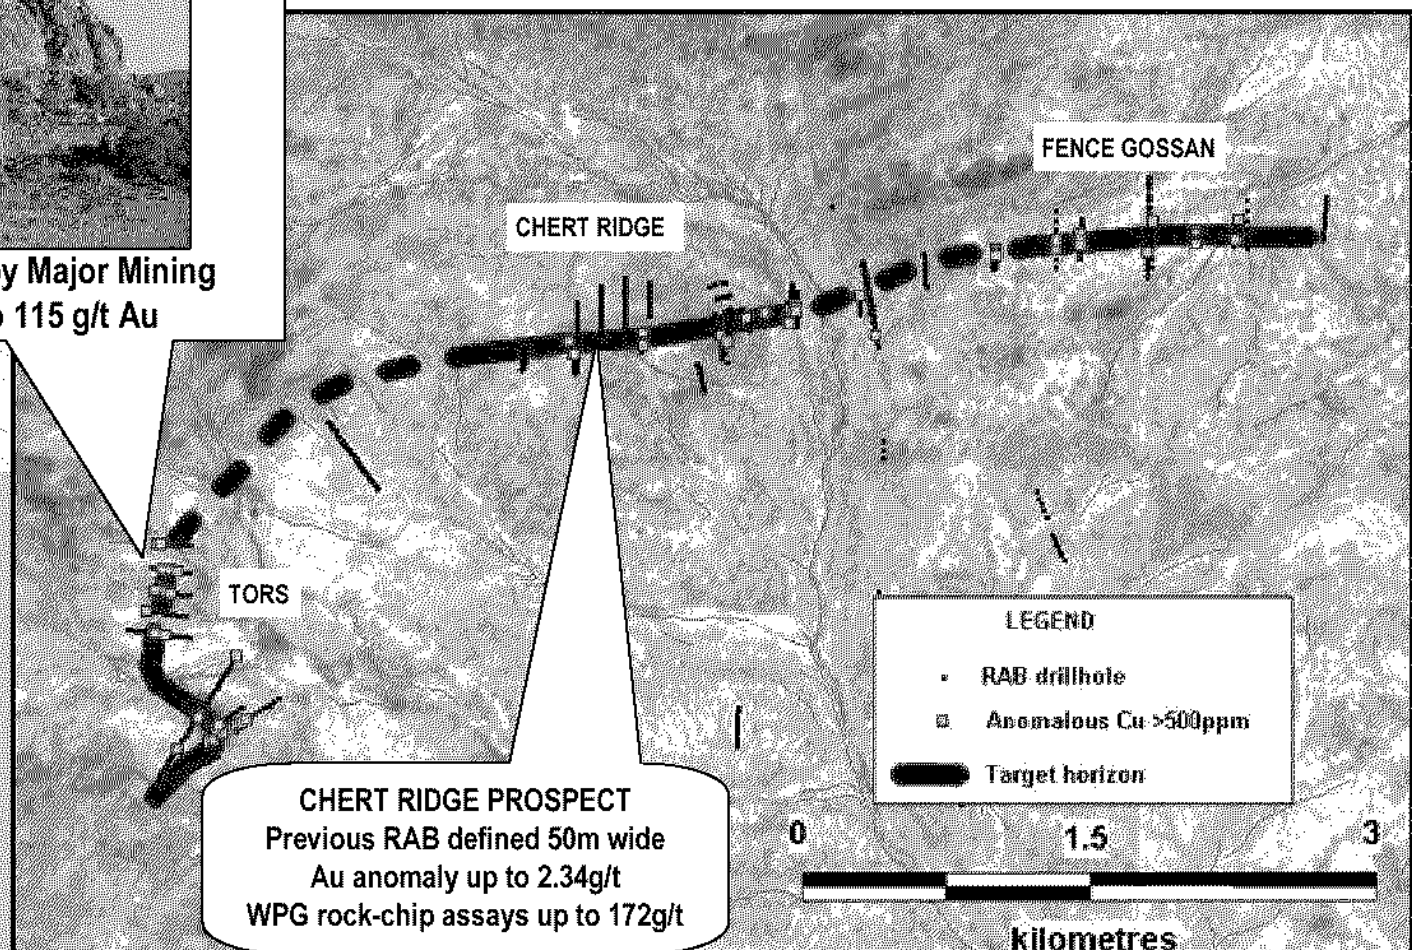 by Major Mining
115 g/t Au
FENCE GOSSAN
CHERT RIDGE
TORS
LEGEND
RAB drillhole
Anomalous Cu >500ppm
Target horizon
CHERT RIDGE PROSPECT
Previous RAB defined 50m wide
Au anomaly up to 2.34g/t
WPG rock-chip assays up to 172g/t
0 1.5 3
kilometres